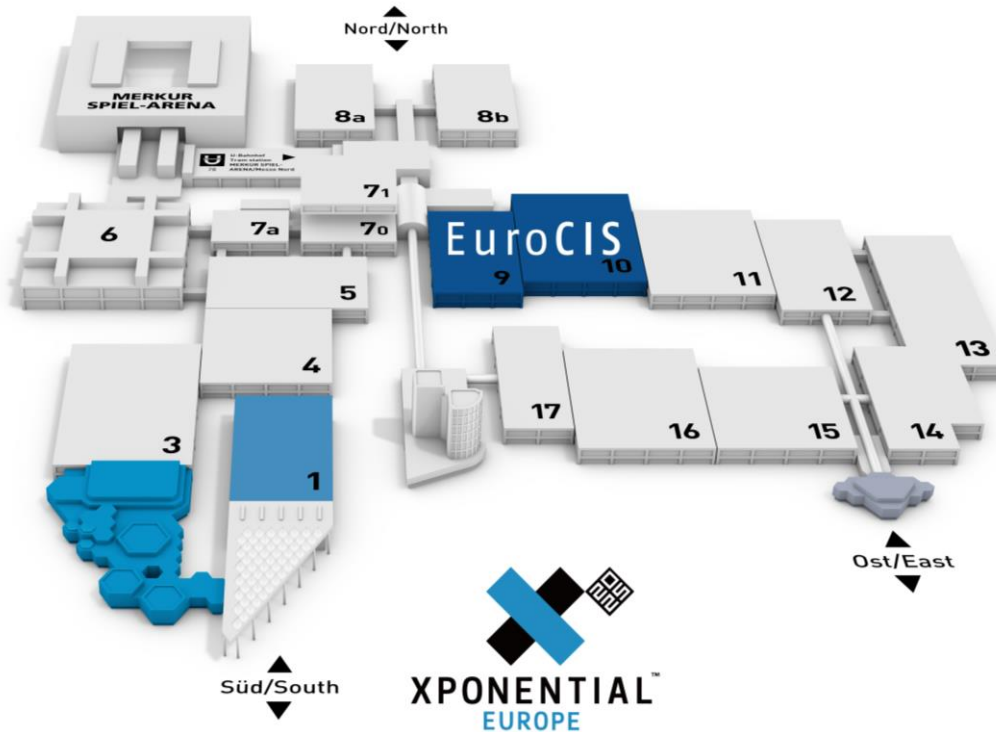 Nord/North
MERKUR
SPIEL-ARENA
8a
8b
U
78
U-Bahnhof
Tram station
MERKUR SPIEL-
ARENA/Messe Nord
71
6
7a
70
EuroCIS
9
10
11
12
5
4
13
3
1
17
16
15
14
Ost/East
Süd/South
XPONENTIAL™
EUROPE